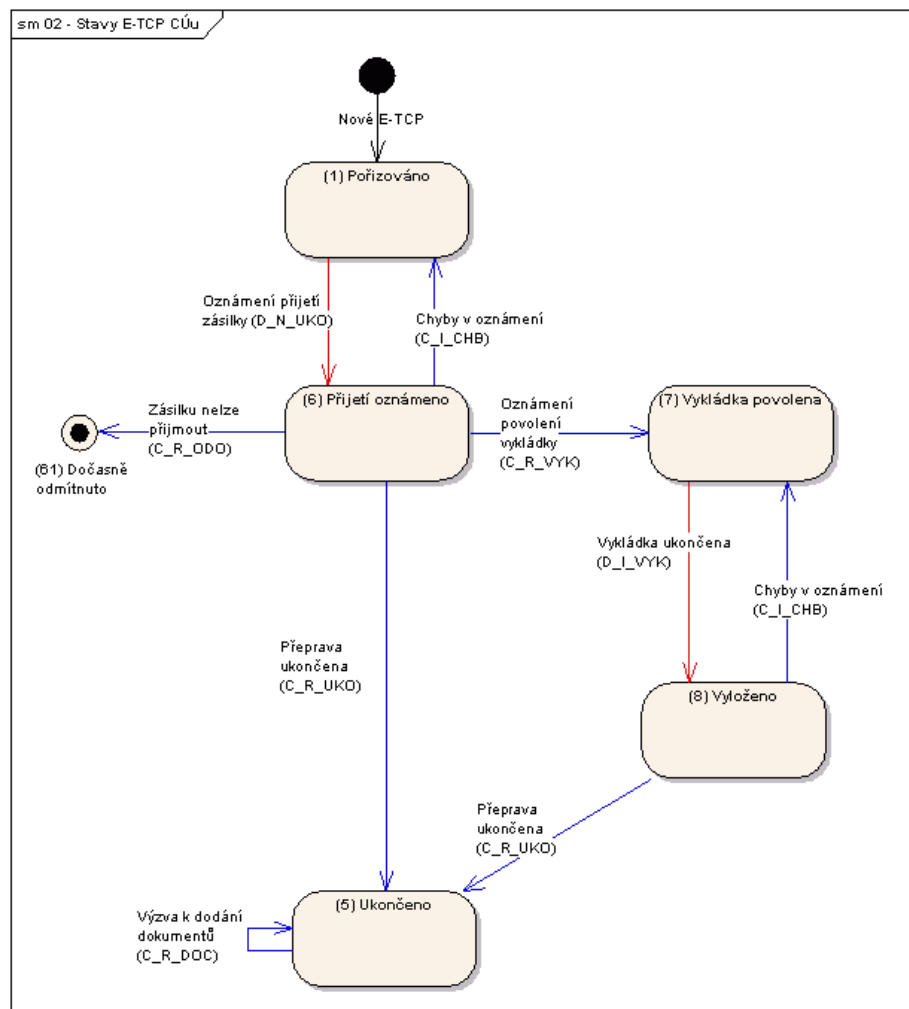 sm 02 - Stavy E-TCP CÚu
Nové E-TCP
(1) Pořizováno
Oznámení přijetí
zásilky (D_N_UKO)
Chyby v oznámení
(C_I_CHB)
(6) Přijetí oznámeno
(7) Vykládka povolena
Zásilku nelze
přijmout
(C_R_ODO)
Oznámení
povolení
vykládky
(C_R_VYK)
(61) Dočasně
odmítnuto
Vykládka ukončena
(D_I_VYK)
Chyby v oznámení
(C_I_CHB)
Přeprava
ukončena
(C_R_UKO)
(8) Vyloženo
Přeprava
ukončena
(C_R_UKO)
(5) Ukončeno
Výzva k dodání
dokumentů
(C_R_DOC)